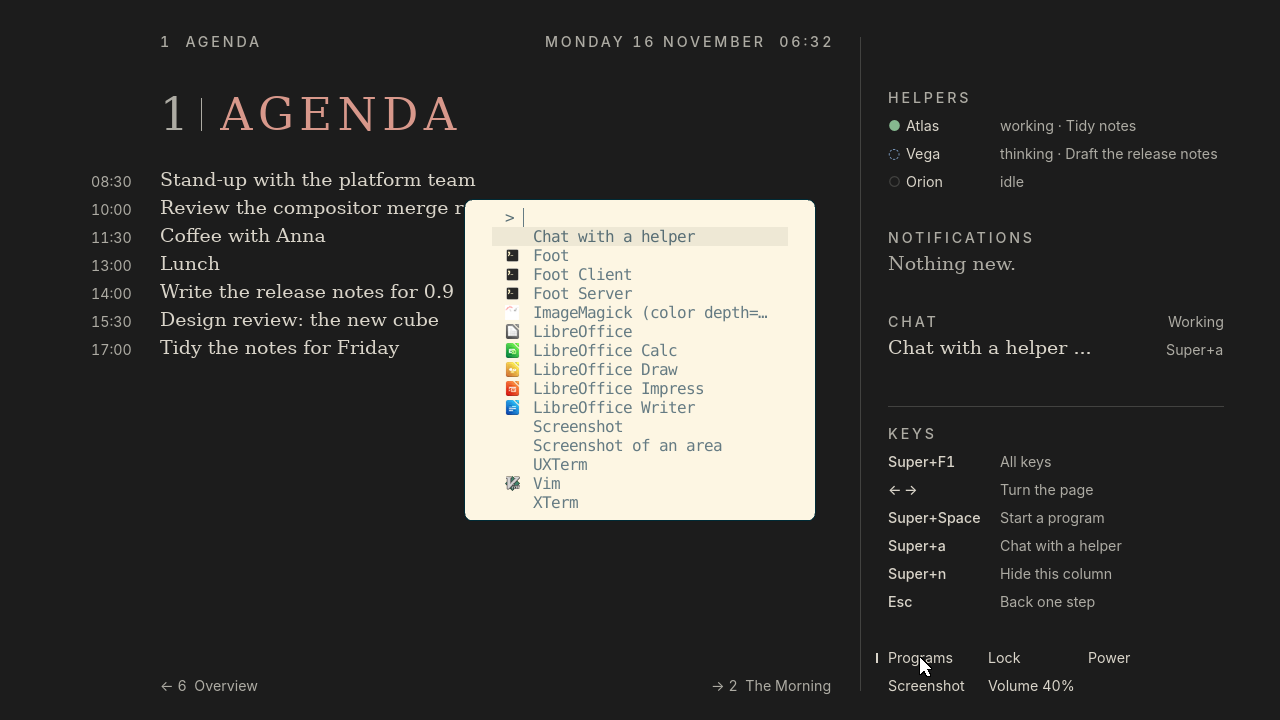 1 AGENDA
MONDAY 16 NOVEMBER 06:32
1 AGENDA
08:30 Stand-up with the platform team
10:00 Review the compositor merge r
11:30 Coffee with Anna
13:00 Lunch
14:00 Write the release notes for 0.9
15:30 Design review: the new cube
17:00 Tidy the notes for Friday
>
Chat with a helper
Foot
Foot Client
Foot Server
ImageMagick (color depth=…
LibreOffice
LibreOffice Calc
LibreOffice Draw
LibreOffice Impress
LibreOffice Writer
Screenshot
Screenshot of an area
UXTerm
Vim
XTerm
← 6 Overview
→ 2 The Morning
HELPERS
Atlas working · Tidy notes
Vega thinking · Draft the release notes
Orion idle
NOTIFICATIONS
Nothing new.
CHAT Working
Chat with a helper ... Super+a
KEYS
Super+F1 All keys
← → Turn the page
Super+Space Start a program
Super+a Chat with a helper
Super+n Hide this column
Esc Back one step
Programs Lock Power
Screenshot Volume 40%